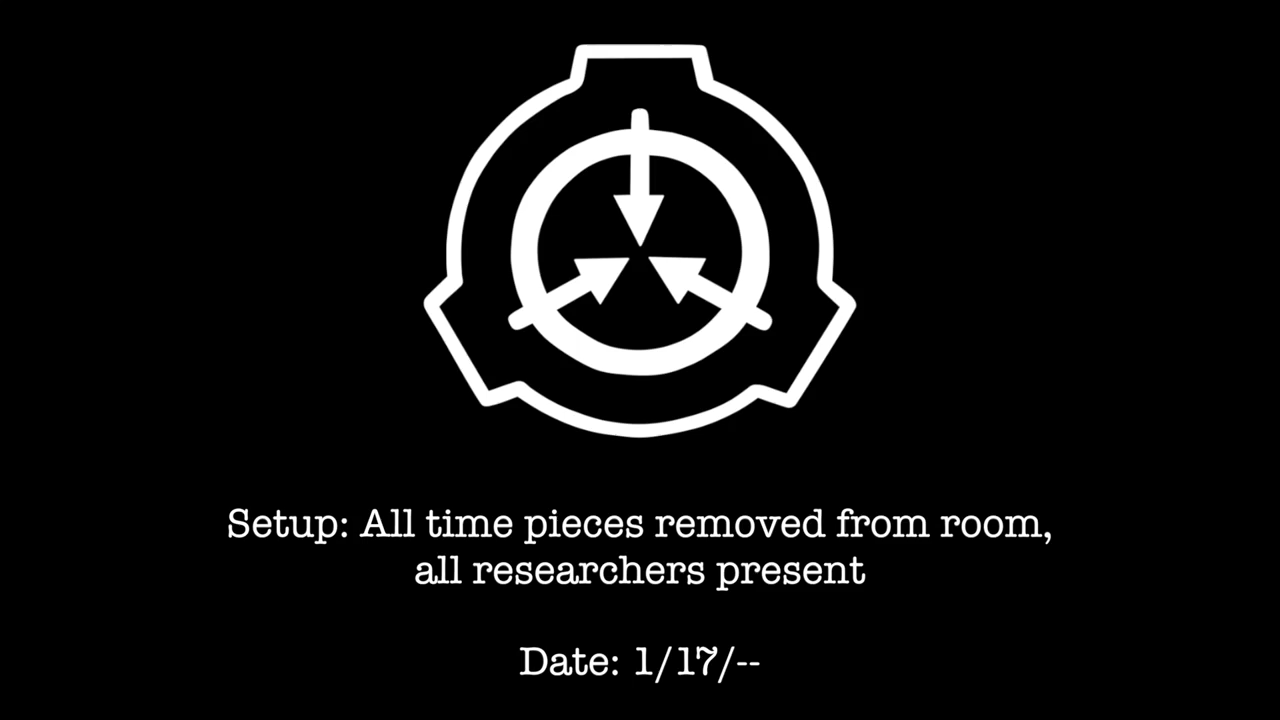 Setup: All time pieces removed from room,
all researchers present
Date: 1/17/--